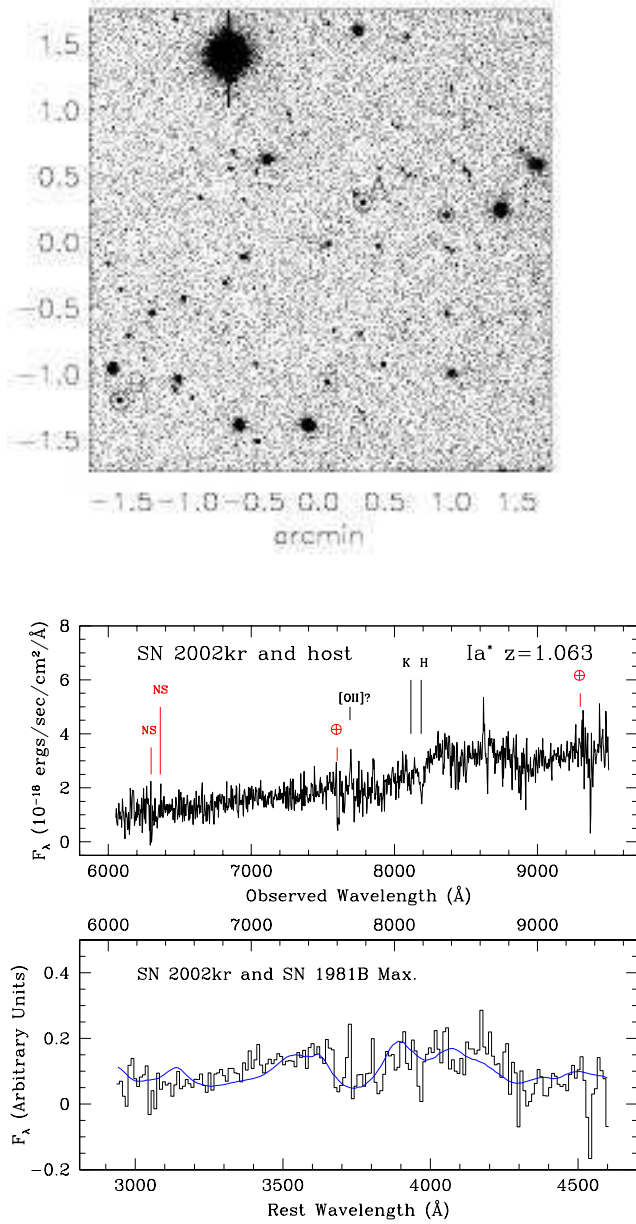 1.5
1.0
0.5
0.0
−0.5
−1.0
−1.5
−1.5 −1.0 −0.5 0.0 0.5 1.0 1.5
arcmin
8
6
4
2
0
F_λ (10⁻¹⁸ ergs/sec/cm²/Å)
SN 2002kr and host
K H
Ia* z=1.063
NS
NS
[OII]?
⊕
⊕
6000 7000 8000 9000
Observed Wavelength (Å)
6000 7000 8000 9000
0.4
0.2
0
−0.2
F_λ (Arbitrary Units)
SN 2002kr and SN 1981B Max.
3000 3500 4000 4500
Rest Wavelength (Å)